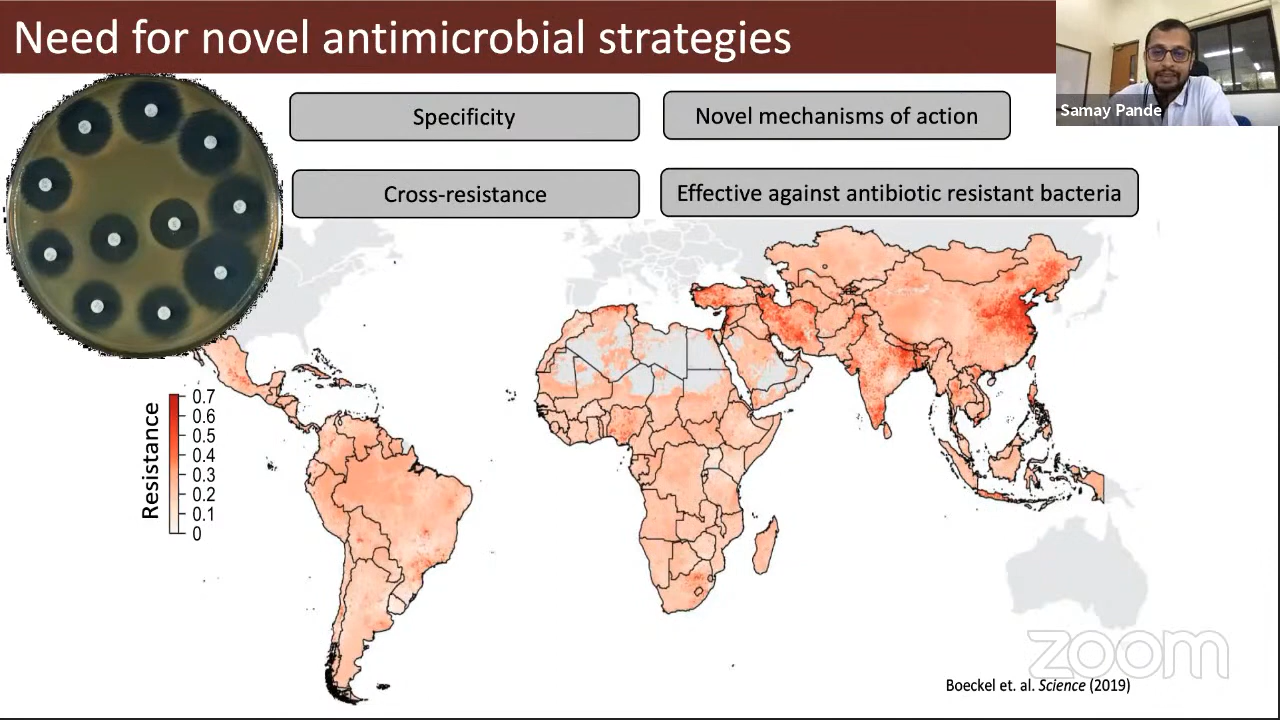 Need for novel antimicrobial strategies
Samay Pande
Specificity
Novel mechanisms of action
Cross-resistance
Effective against antibiotic resistant bacteria
Resistance
0.7
0.6
0.5
0.4
0.3
0.2
0.1
0
zoom
Boeckel et. al. Science (2019)